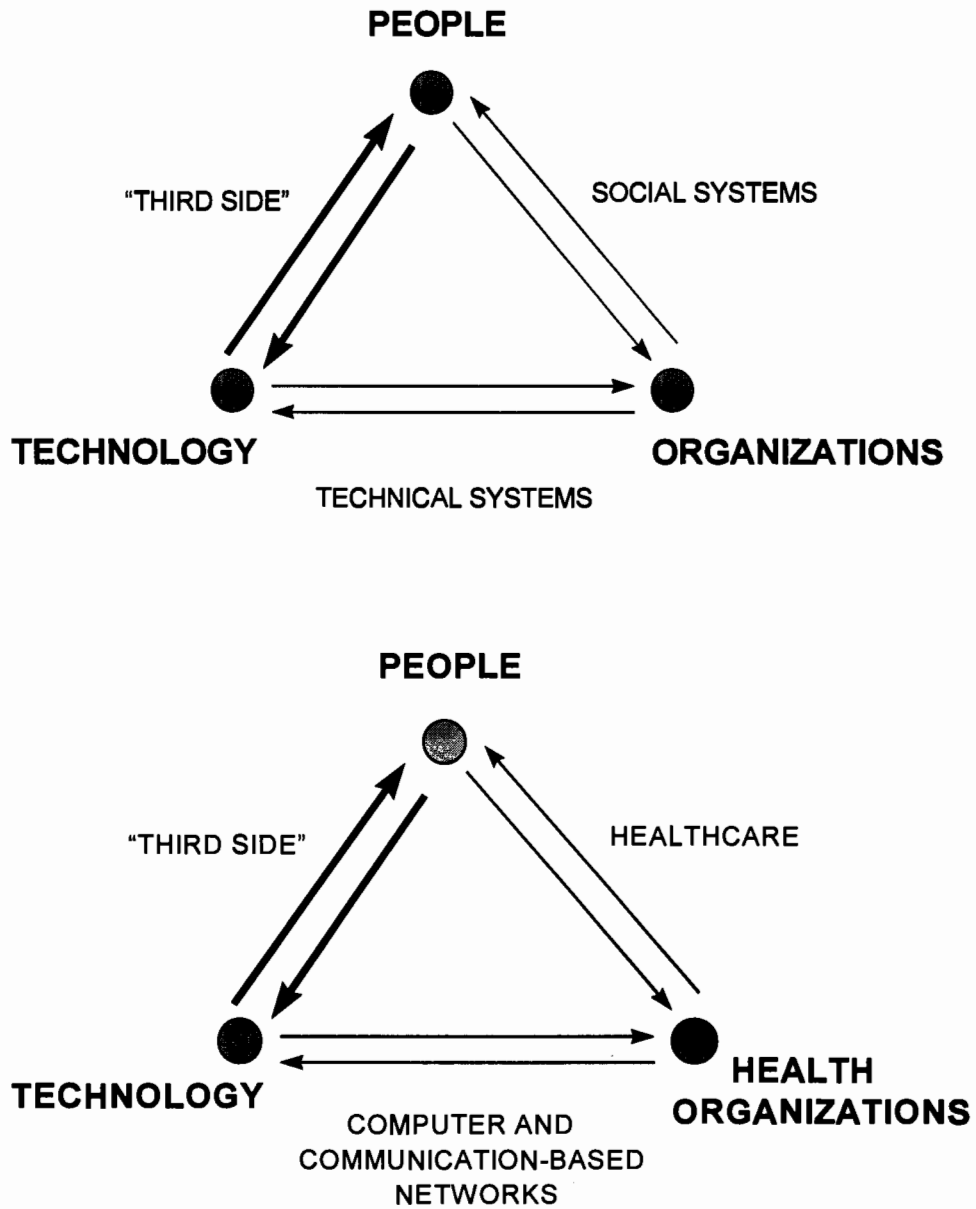 PEOPLE
“THIRD SIDE”
SOCIAL SYSTEMS
TECHNOLOGY
ORGANIZATIONS
TECHNICAL SYSTEMS
PEOPLE
“THIRD SIDE”
HEALTHCARE
TECHNOLOGY
HEALTH
ORGANIZATIONS
COMPUTER AND
COMMUNICATION-BASED
NETWORKS